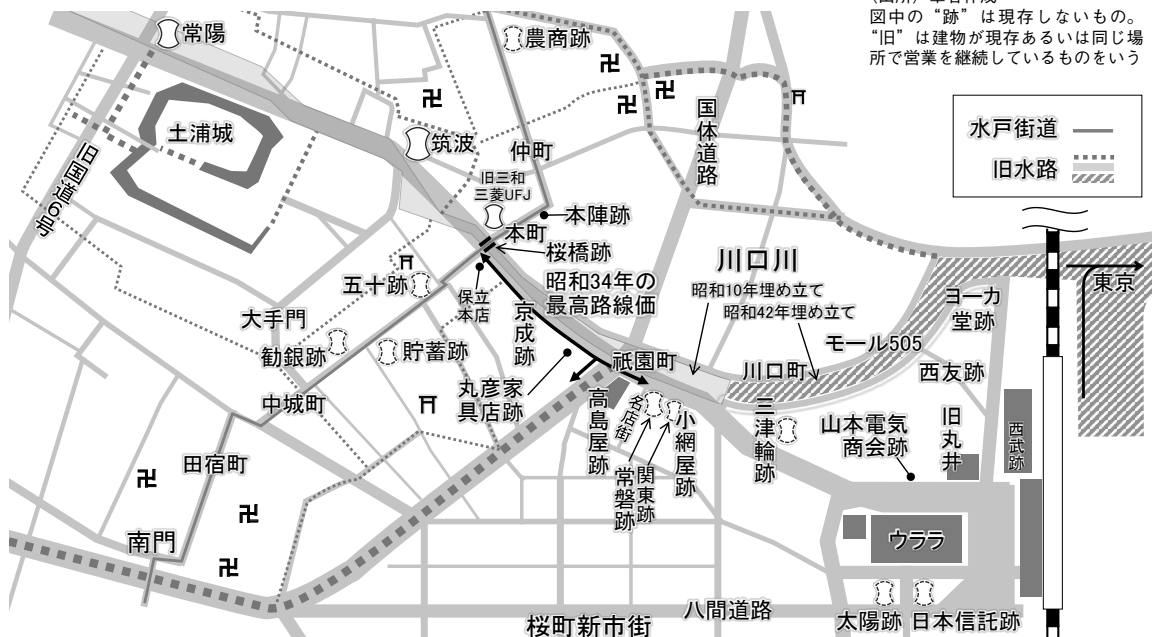 図中の“跡”は現存しないもの。
“旧”は建物が現存あるいは同じ場
所で営業を継続しているものをいう
水戸街道
旧水路
常陽
農商跡
土浦城
筑波
仲町
国体道路
旧国道6号
旧三和
三菱UFJ
本陣跡
本町
桜橋跡
五十跡
保立
本店
昭和34年の
最高路線価
京成跡
川口川
昭和10年埋め立て
昭和42年埋め立て
ヨーカ
堂跡
東京
大手門
勧銀跡
貯蓄跡
丸彦家
具店跡
祇園町
川口町
モール505
西友跡
中城町
高島屋跡
名店街
常磐跡
関東跡
小網屋跡
三津輪跡
山本電気
商会跡
旧丸井
西武跡
田宿町
南門
ウララ
八間道路
桜町新市街
太陽跡
日本信託跡